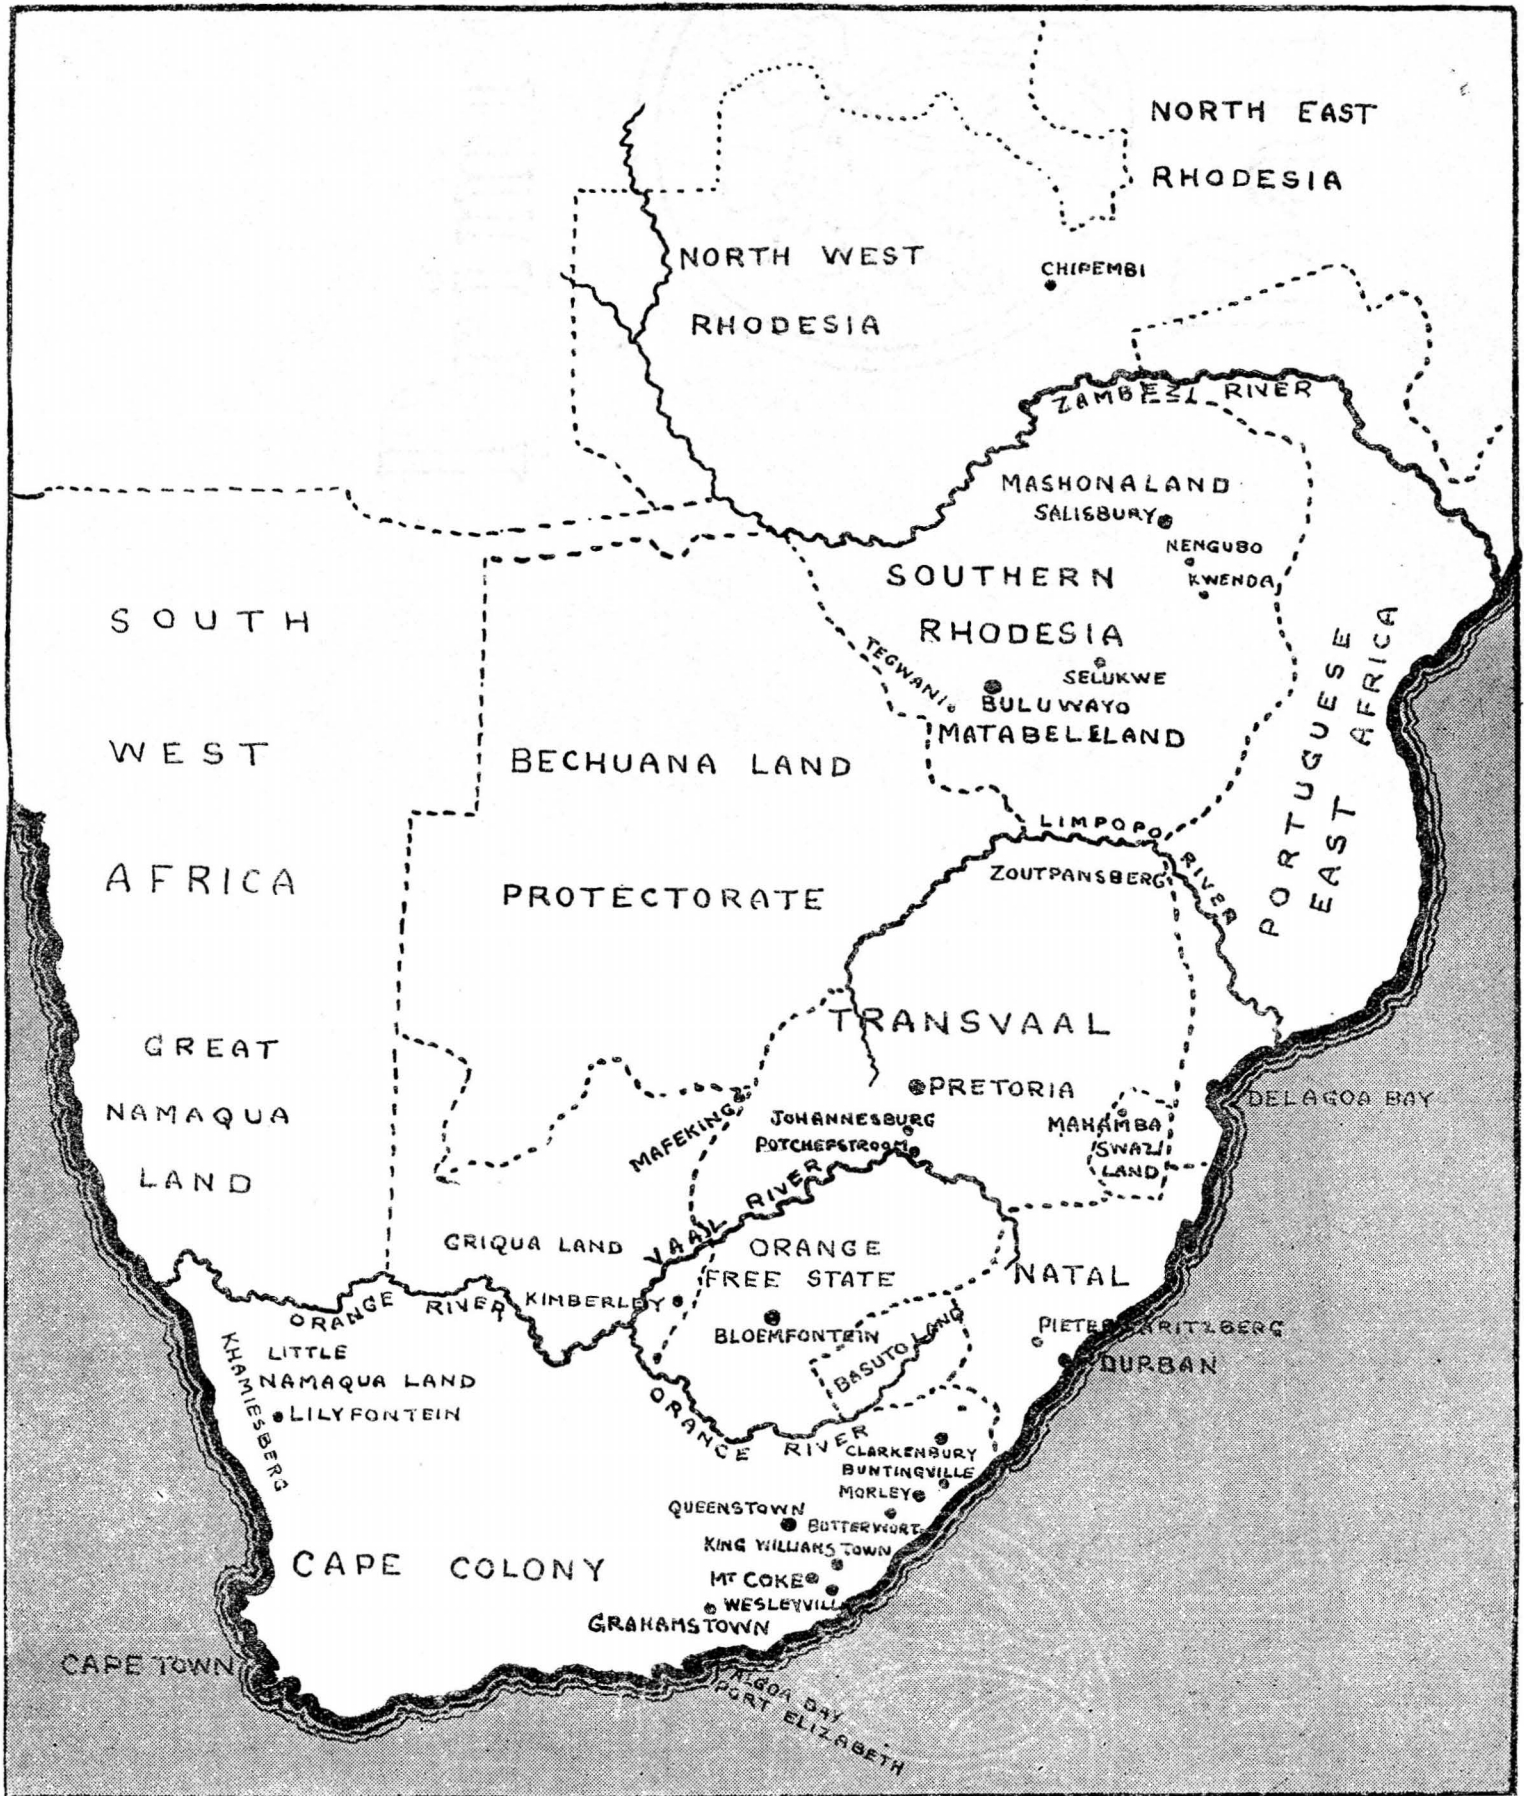 NORTH EAST
RHODESIA
NORTH WEST
RHODESIA
CHIPEMBI
ZAMBEZI RIVER
MASHONALAND
SALISBURY
NENGUBO
KWENDA
SOUTHERN
RHODESIA
TEGWANI
SELUKWE
BULUWAYO
MATABELELAND
SOUTH
WEST
AFRICA
BECHUANA LAND
PROTECTORATE
PORTUGUESE
EAST AFRICA
LIMPOPO RIVER
ZOUTPANSBERG
TRANSVAAL
GREAT
NAMAQUA
LAND
PRETORIA
DELAGOA BAY
MAFEKING
JOHANNESBURG
POTCHEFSTROOM
MAHAMBA
SWAZI
LAND
VAAL RIVER
GRIQUA LAND
ORANGE
FREE STATE
NATAL
ORANGE RIVER
KIMBERLEY
BLOEMFONTEIN
BASUTO LAND
DURBAN
KHAMIESBERG
LITTLE
NAMAQUA LAND
LILYFONTEIN
ORANGE RIVER
CLARKENBURY
BUNTINGVILLE
MORLEY
QUEENSTOWN
BUTTERWORT
KING WILLIAMS TOWN
MT COKE
WESLEYVILL
GRAHAMSTOWN
CAPE COLONY
CAPE TOWN
ALGOA BAY
PORT ELIZABETH